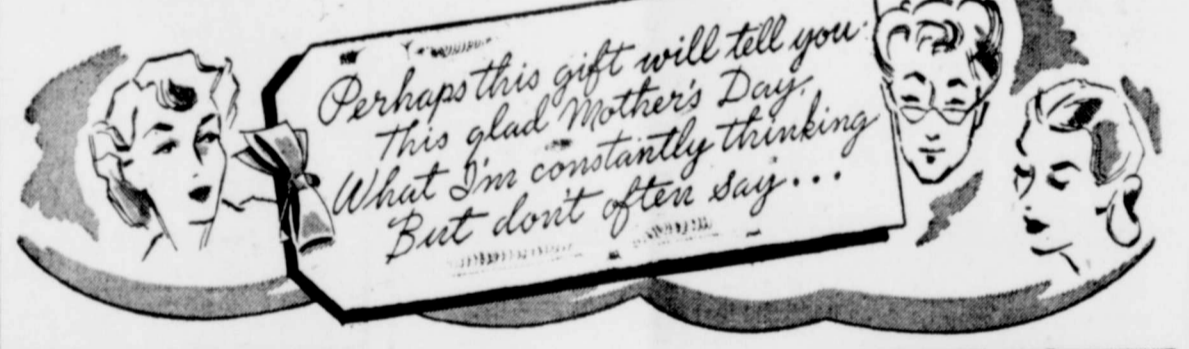 Perhaps this gift will tell you
This glad Mother's Day,
What I'm constantly thinking
But don't often say...